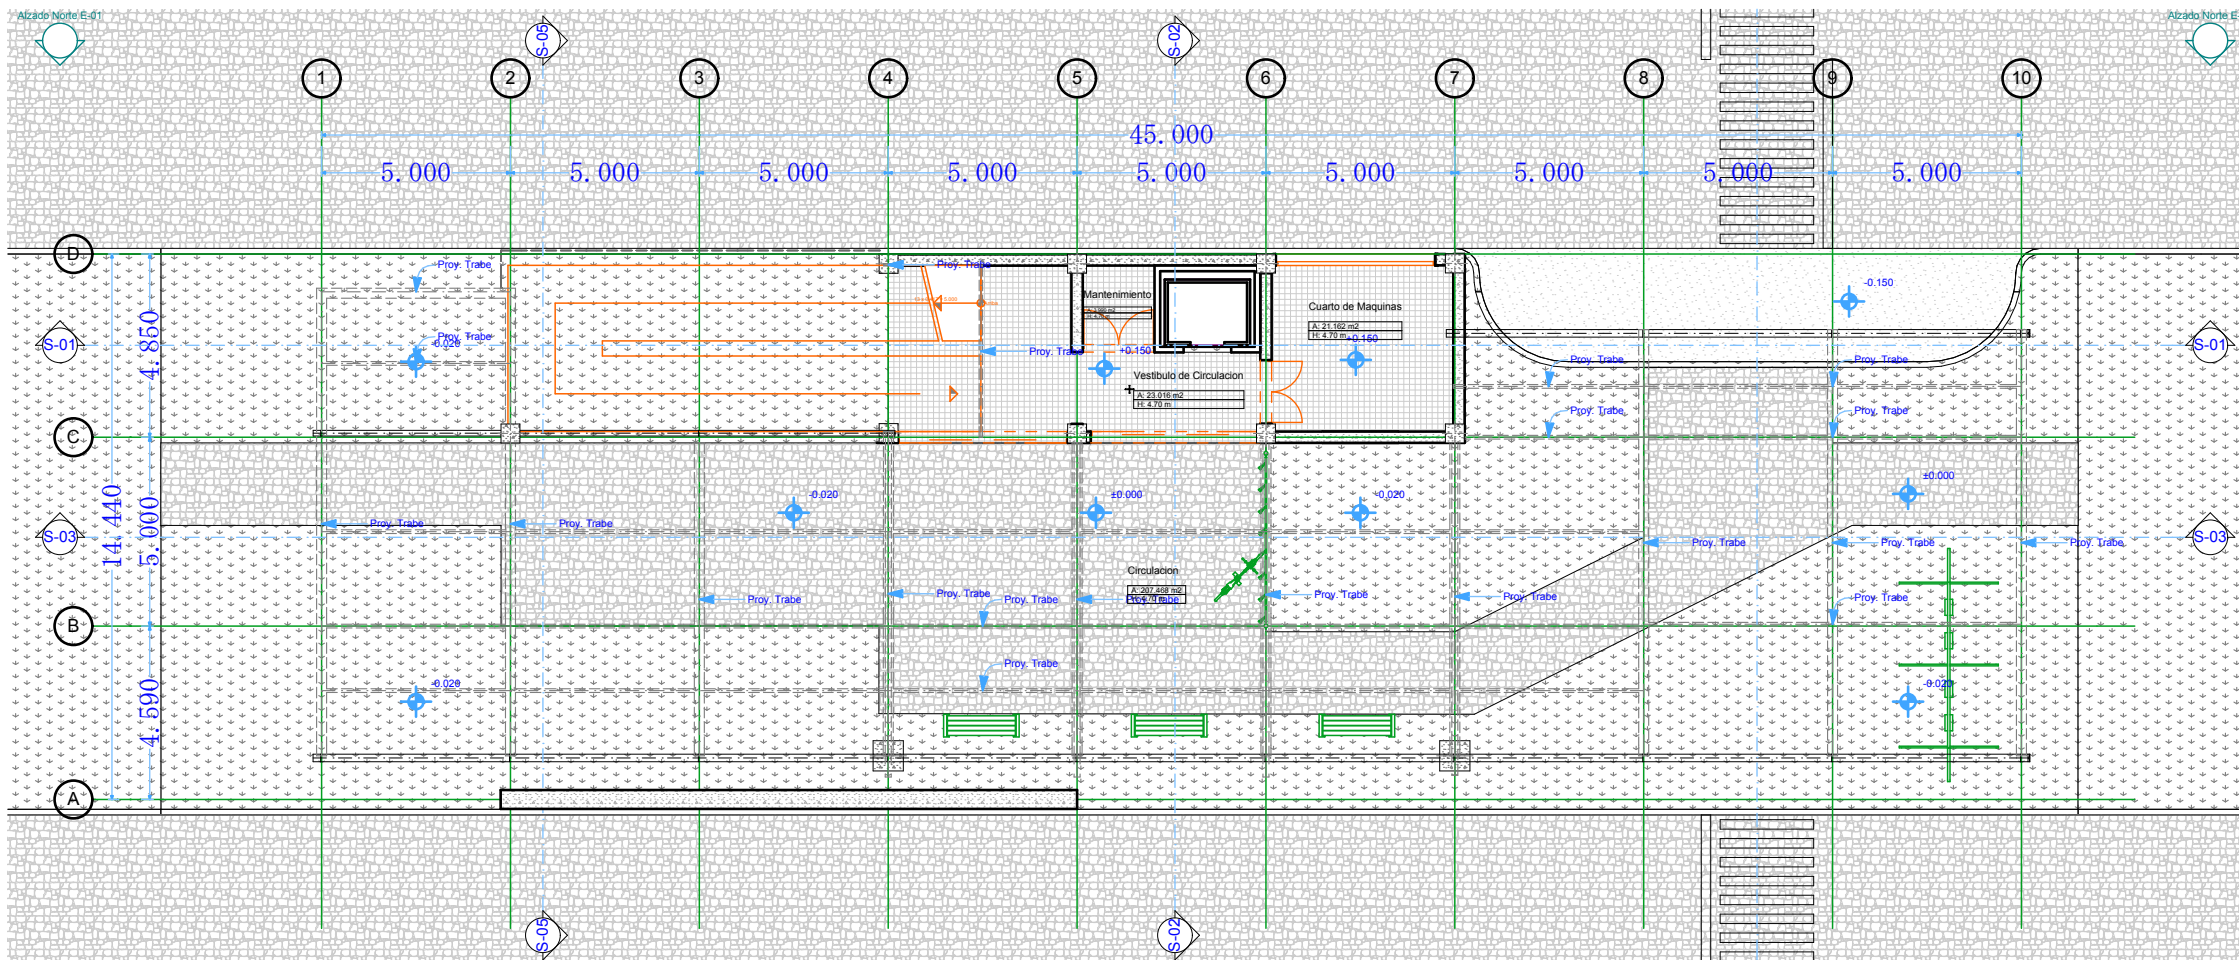 Alzado Norte E-01
Alzado Norte E-
S-05
S-02
1
2
3
4
5
6
7
8
9
10
45.000
5.000
5.000
5.000
5.000
5.000
5.000
5.000
5.000
5.000
D
Proy. Trabe
Proy. Trabe
-0.150
Mantenimiento
H: 4.70 m
Cuarto de Maquinas
A: 21.162 m2
H: 4.70 m
+0.150
4.850
S-01
Proy. Trabe
-0.020
Proy. Trabe
+0.150
S-01
Proy. Trabe
Proy. Trabe
Vestibulo de Circulacion
A: 23.016 m2
H: 4.70 m
Proy. Trabe
Proy. Trabe
C
14.440
5.000
-0.020
±0.000
-0.020
±0.000
S-03
Proy. Trabe
Proy. Trabe
Proy. Trabe
Proy. Trabe
Proy. Trabe
S-03
Circulacion
A: 207.468 m2
H: 4.70 m
Proy. Trabe
Proy. Trabe
Proy. Trabe
Proy. Trabe
Proy. Trabe
Proy. Trabe
Proy. Trabe
B
Proy. Trabe
4.590
-0.020
-0.020
A
S-05
S-02